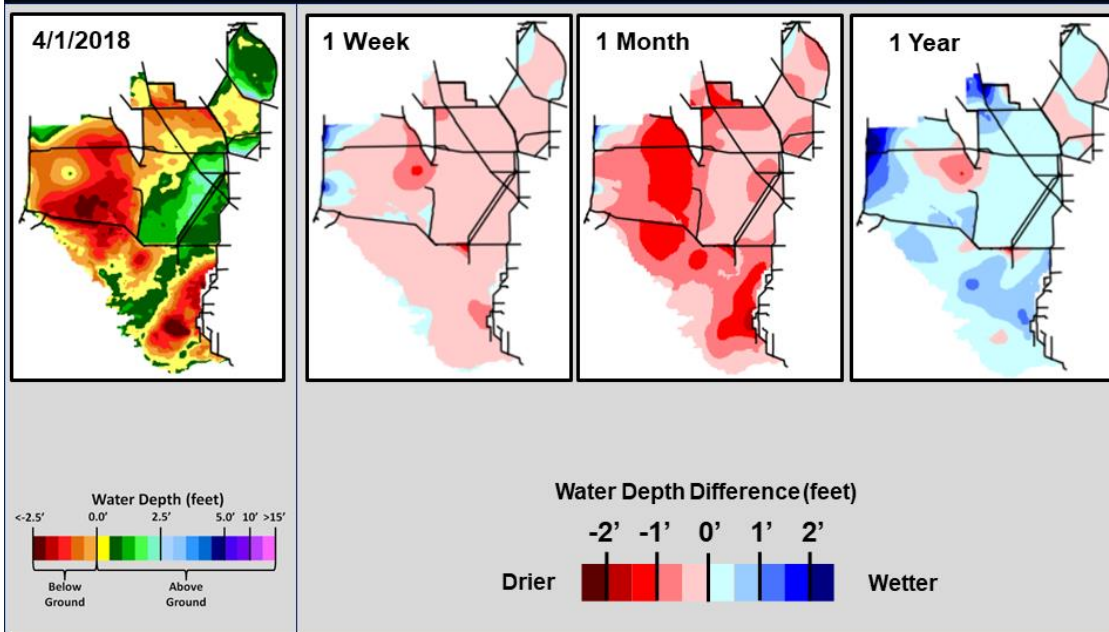 4/1/2018
1 Week
1 Month
1 Year
Water Depth (feet)
<-2.5' 0.0' 2.5' 5.0' 10' >15'
Below
Ground
Above
Ground
Water Depth Difference (feet)
-2' -1' 0' 1' 2'
Drier
Wetter